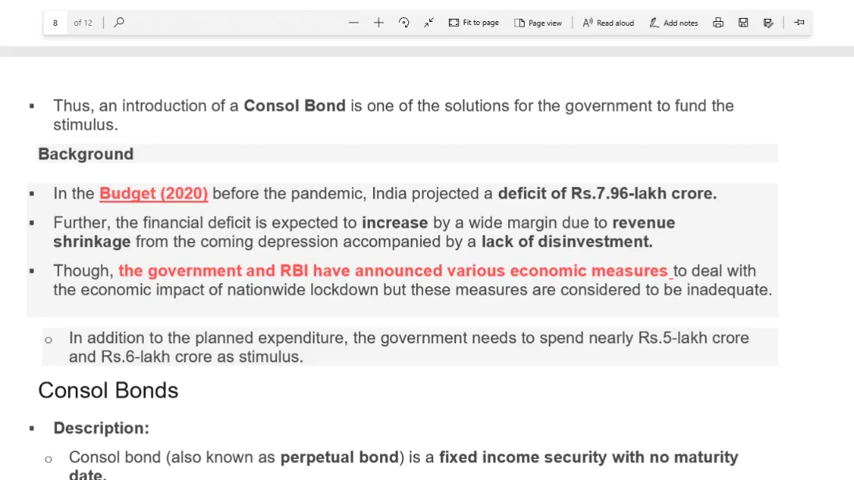 8 of 12 Fit to page Page view Read aloud Add notes
▪ Thus, an introduction of a Consol Bond is one of the solutions for the government to fund the
stimulus.
Background
▪ In the Budget (2020) before the pandemic, India projected a deficit of Rs.7.96-lakh crore.
▪ Further, the financial deficit is expected to increase by a wide margin due to revenue
shrinkage from the coming depression accompanied by a lack of disinvestment.
▪ Though, the government and RBI have announced various economic measures to deal with
the economic impact of nationwide lockdown but these measures are considered to be inadequate.
o In addition to the planned expenditure, the government needs to spend nearly Rs.5-lakh crore
and Rs.6-lakh crore as stimulus.
Consol Bonds
▪ Description:
o Consol bond (also known as perpetual bond) is a fixed income security with no maturity
date.